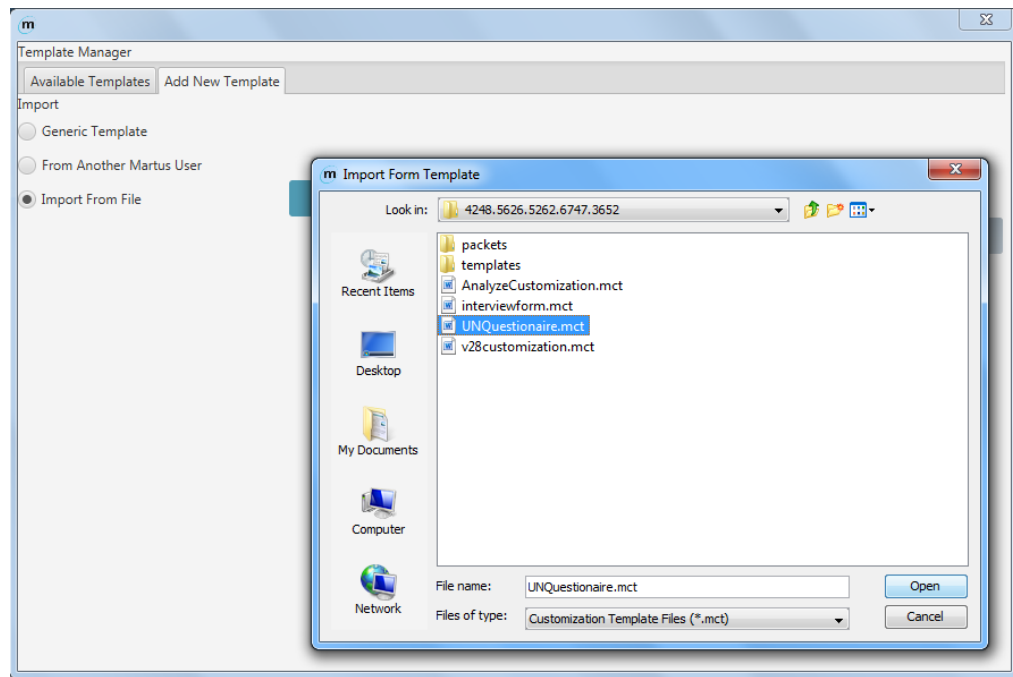 m
Template Manager
Available Templates Add New Template
Import
Generic Template
From Another Martus User
Import From File
m Import Form Template
Look in: 4248.5626.5262.6747.3652
packets
templates
AnalyzeCustomization.mct
interviewform.mct
UNQuestionaire.mct
v28customization.mct
Recent Items
Desktop
My Documents
Computer
Network
File name: UNQuestionaire.mct Open
Files of type: Customization Template Files (*.mct) Cancel